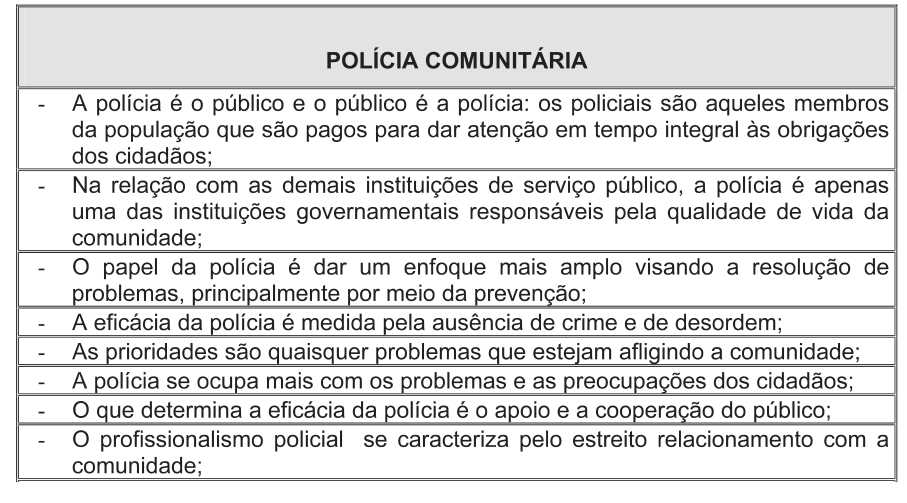 POLÍCIA COMUNITÁRIA
- A polícia é o público e o público é a polícia: os policiais são aqueles membros
da população que são pagos para dar atenção em tempo integral às obrigações
dos cidadãos;
- Na relação com as demais instituições de serviço público, a polícia é apenas
uma das instituições governamentais responsáveis pela qualidade de vida da
comunidade;
- O papel da polícia é dar um enfoque mais amplo visando a resolução de
problemas, principalmente por meio da prevenção;
- A eficácia da polícia é medida pela ausência de crime e de desordem;
- As prioridades são quaisquer problemas que estejam afligindo a comunidade;
- A polícia se ocupa mais com os problemas e as preocupações dos cidadãos;
- O que determina a eficácia da polícia é o apoio e a cooperação do público;
- O profissionalismo policial se caracteriza pelo estreito relacionamento com a
comunidade;